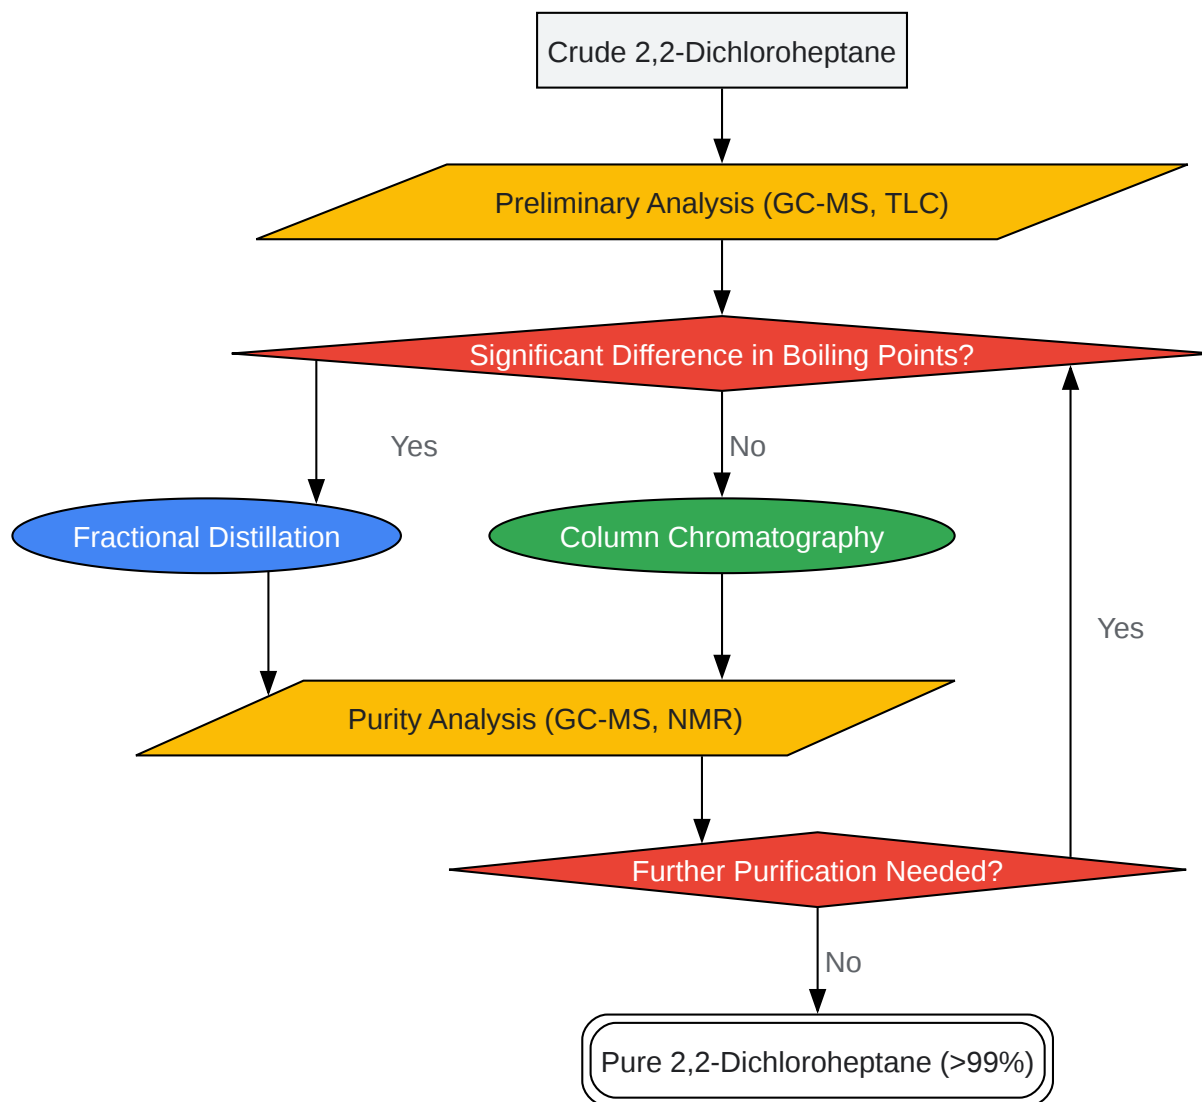 Crude 2,2-Dichloroheptane
Preliminary Analysis (GC-MS, TLC)
Significant Difference in Boiling Points?
Yes
No
Fractional Distillation
Column Chromatography
Yes
Purity Analysis (GC-MS, NMR)
Further Purification Needed?
No
Pure 2,2-Dichloroheptane (>99%)